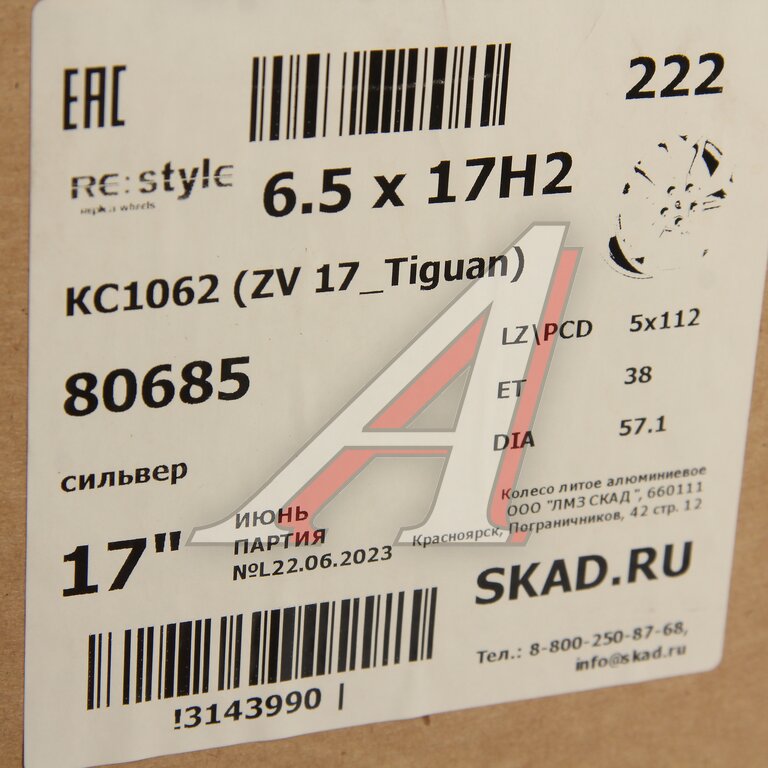 EAC
222
RE:style
replica wheels
6.5 x 17H2
КС1062 (ZV 17_Tiguan)
LZ\PCD 5x112
80685
ET 38
DIA 57.1
сильвер
Колесо литое алюминиевое
ООО "ЛМЗ СКАД", 660111
Красноярск, Пограничников, 42 стр. 12
17"
ИЮНЬ
ПАРТИЯ
№L22.06.2023
SKAD.RU
Тел.: 8-800-250-87-68,
info@skad.ru
!3143990 |